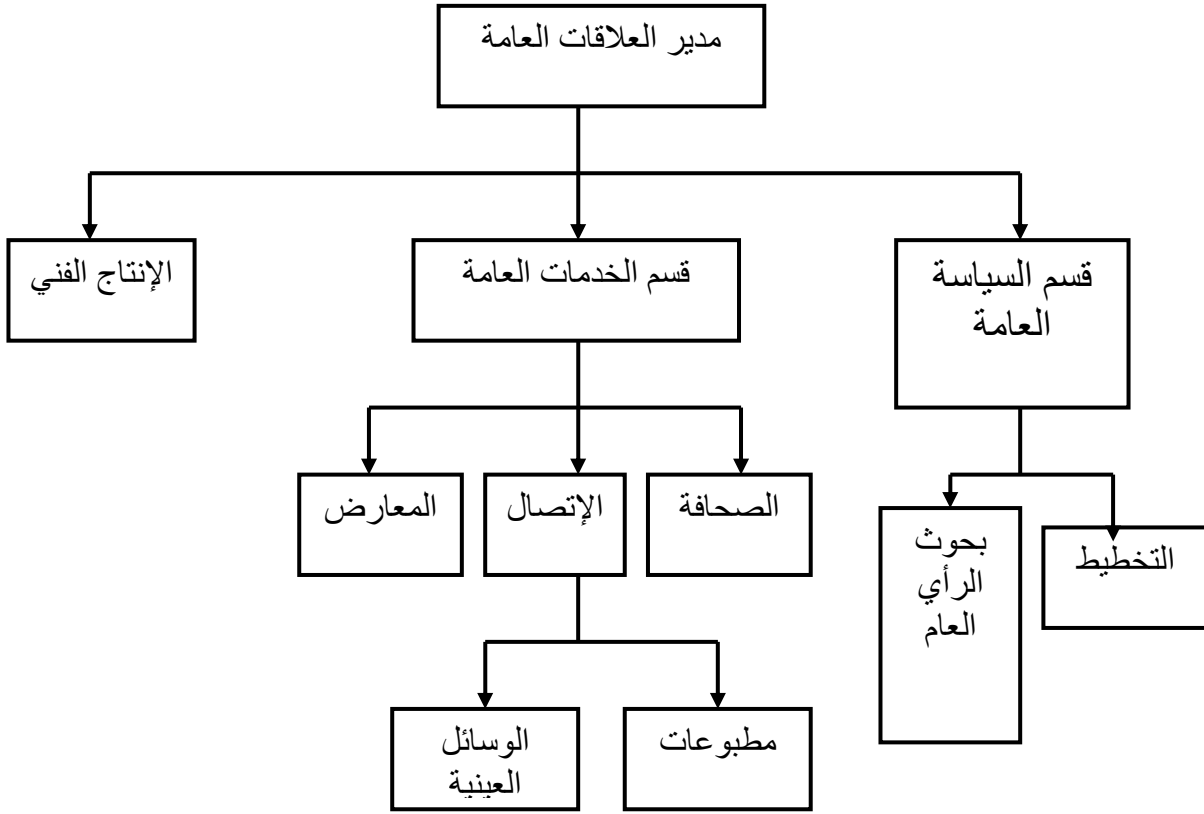 مدير العلاقات العامة
قسم السياسة
العامة
قسم الخدمات العامة
الإنتاج الفني
التخطيط
بحوث
الرأي
العام
الصحافة
الإتصال
المعارض
مطبوعات
الوسائل
العينية